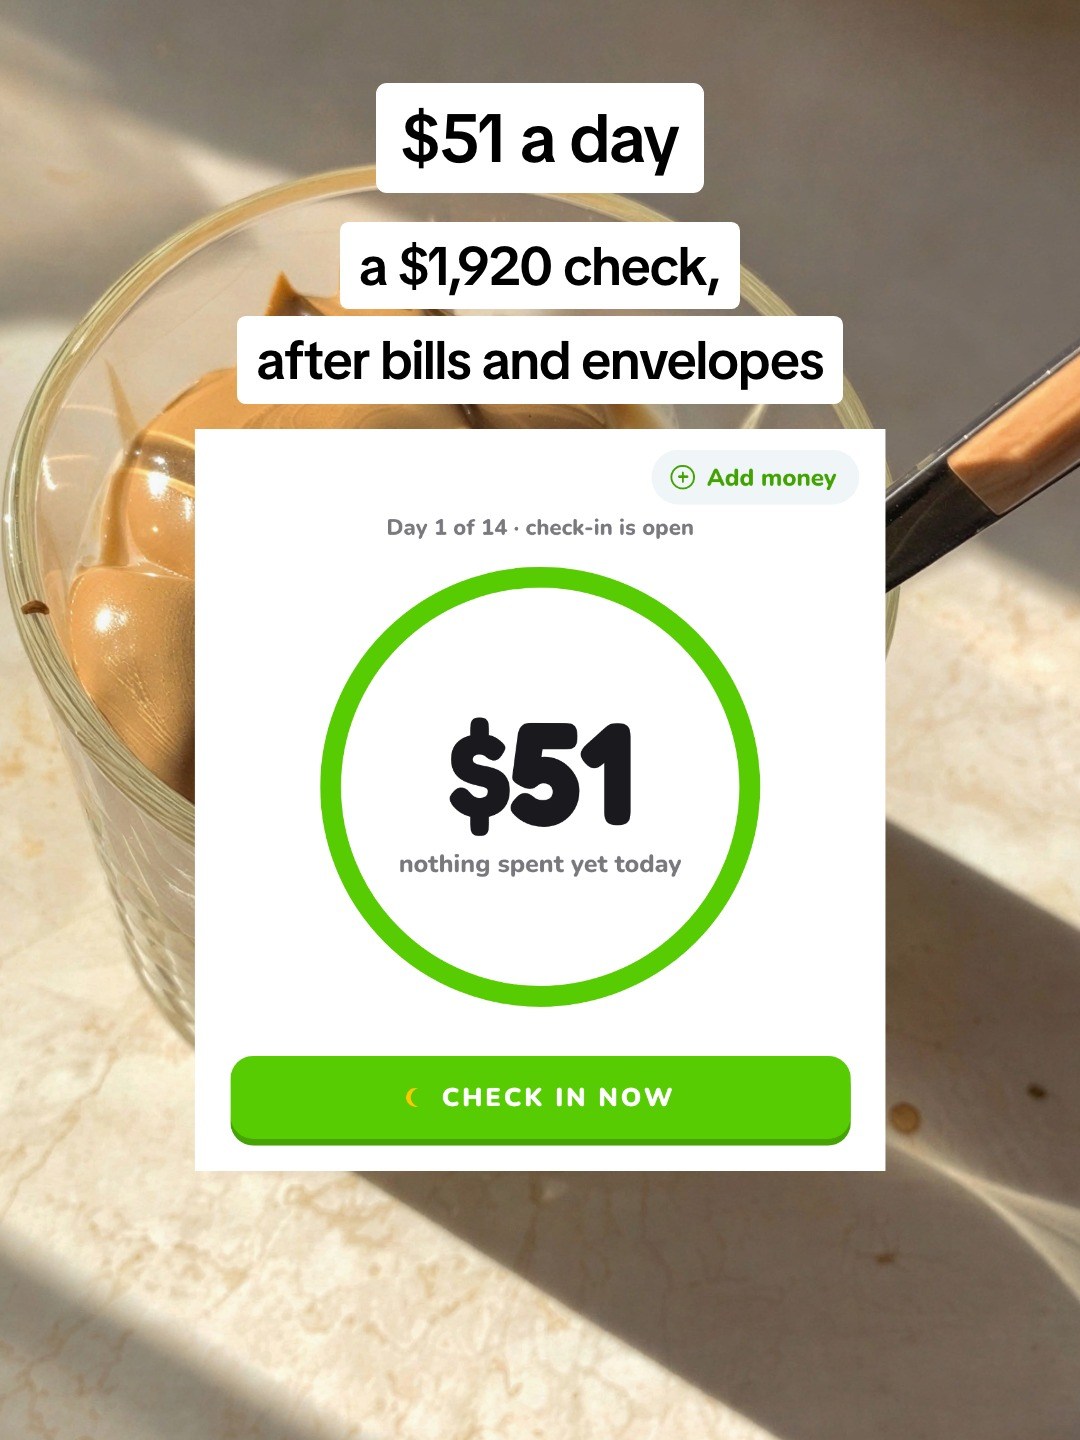 $51 a day
a $1,920 check,
after bills and envelopes
Add money
Day 1 of 14 · check-in is open
$51
nothing spent yet today
CHECK IN NOW